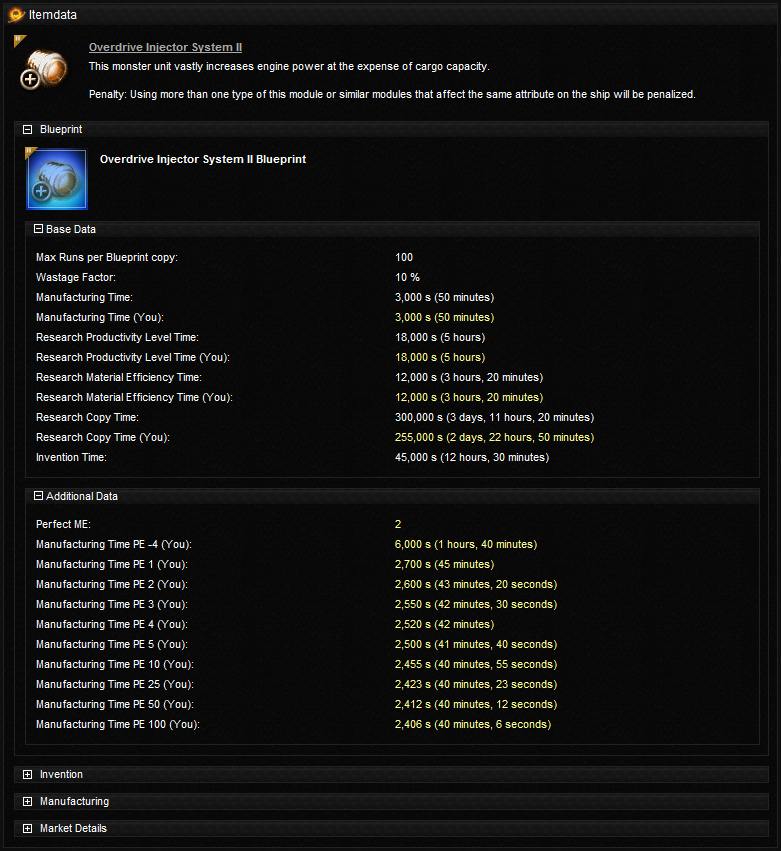 Itemdata
Overdrive Injector System II
This monster unit vastly increases engine power at the expense of cargo capacity.
Penalty: Using more than one type of this module or similar modules that affect the same attribute on the ship will be penalized.
Blueprint
Overdrive Injector System II Blueprint
Base Data
Max Runs per Blueprint copy: 100
Wastage Factor: 10 %
Manufacturing Time: 3,000 s (50 minutes)
Manufacturing Time (You): 3,000 s (50 minutes)
Research Productivity Level Time: 18,000 s (5 hours)
Research Productivity Level Time (You): 18,000 s (5 hours)
Research Material Efficiency Time: 12,000 s (3 hours, 20 minutes)
Research Material Efficiency Time (You): 12,000 s (3 hours, 20 minutes)
Research Copy Time: 300,000 s (3 days, 11 hours, 20 minutes)
Research Copy Time (You): 255,000 s (2 days, 22 hours, 50 minutes)
Invention Time: 45,000 s (12 hours, 30 minutes)
Additional Data
Perfect ME: 2
Manufacturing Time PE -4 (You): 6,000 s (1 hours, 40 minutes)
Manufacturing Time PE 1 (You): 2,700 s (45 minutes)
Manufacturing Time PE 2 (You): 2,600 s (43 minutes, 20 seconds)
Manufacturing Time PE 3 (You): 2,550 s (42 minutes, 30 seconds)
Manufacturing Time PE 4 (You): 2,520 s (42 minutes)
Manufacturing Time PE 5 (You): 2,500 s (41 minutes, 40 seconds)
Manufacturing Time PE 10 (You): 2,455 s (40 minutes, 55 seconds)
Manufacturing Time PE 25 (You): 2,423 s (40 minutes, 23 seconds)
Manufacturing Time PE 50 (You): 2,412 s (40 minutes, 12 seconds)
Manufacturing Time PE 100 (You): 2,406 s (40 minutes, 6 seconds)
Invention
Manufacturing
Market Details